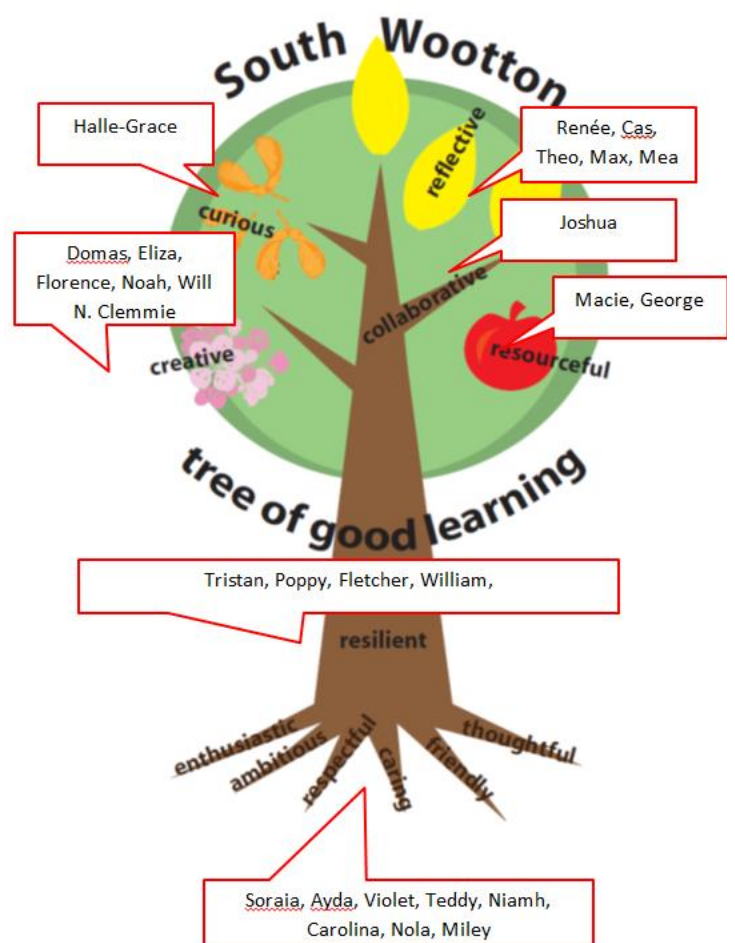 South Wootton
Halle-Grace
Renée, Cas,
Theo, Max, Mea
reflective
curious
Joshua
Domas, Eliza,
Florence, Noah, Will
N. Clemmie
collaborative
Macie, George
creative
resourceful
tree of good learning
Tristan, Poppy, Fletcher, William,
resilient
enthusiastic
ambitious
respectful
caring
friendly
thoughtful
Soraia, Ayda, Violet, Teddy, Niamh,
Carolina, Nola, Miley